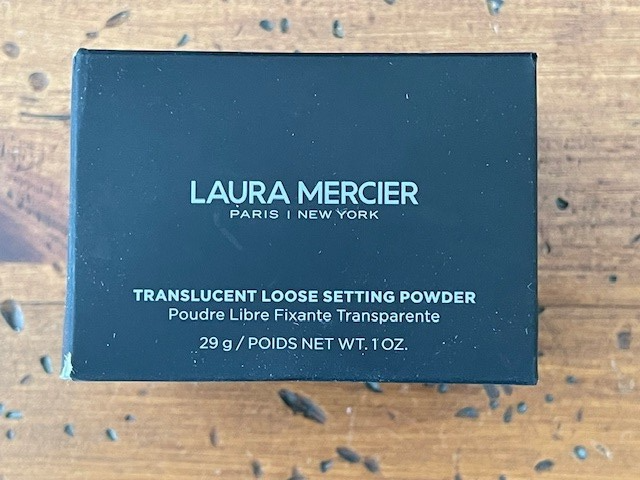 LAURA MERCIER
PARIS | NEW YORK
TRANSLUCENT LOOSE SETTING POWDER
Poudre Libre Fixante Transparente
29 g / POIDS NET WT. 1 OZ.